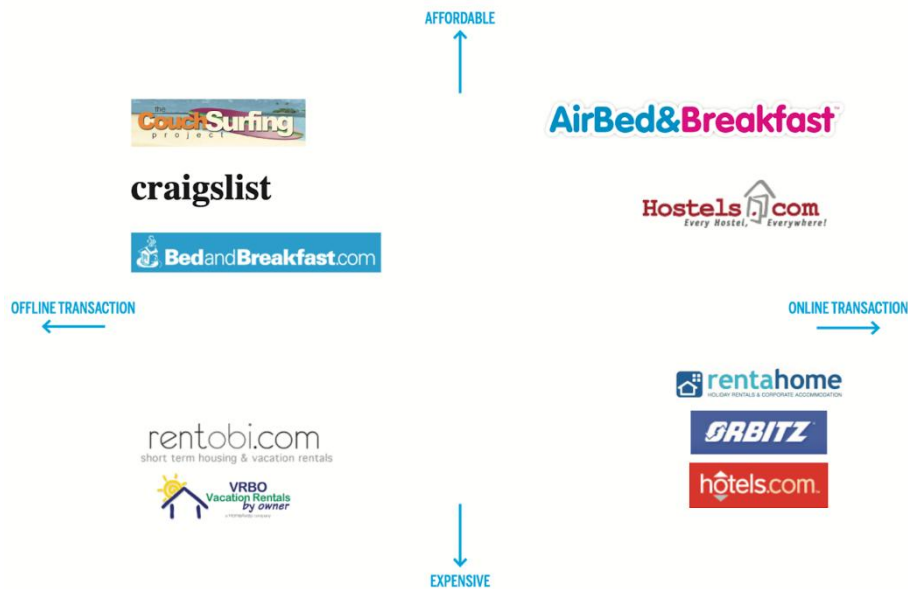 AFFORDABLE
the
CouchSurfing
project
AirBed&Breakfast™
craigslist
Hostels.com
Every Hostel, Everywhere!
BedandBreakfast.com
OFFLINE TRANSACTION
ONLINE TRANSACTION
rentahome
HOLIDAY RENTALS & CORPORATE ACCOMMODATION
rentobi.com
short term housing & vacation rentals
ORBITZ
VRBO
Vacation Rentals
by owner
hotels.com
EXPENSIVE